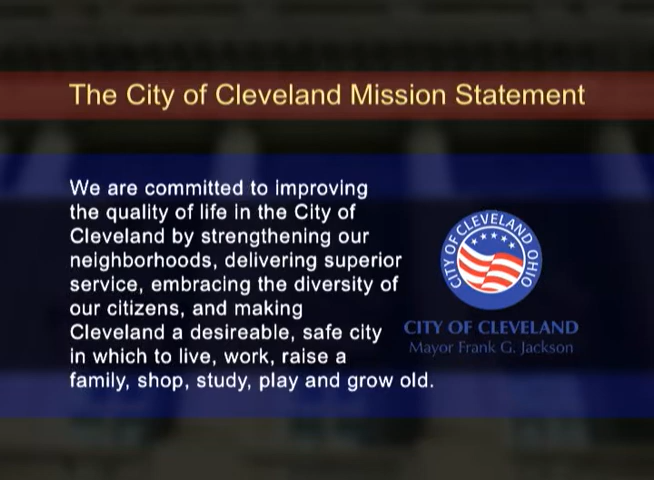 The City of Cleveland Mission Statement
We are committed to improving
the quality of life in the City of
Cleveland by strengthening our
neighborhoods, delivering superior
service, embracing the diversity of
our citizens, and making
Cleveland a desireable, safe city
in which to live, work, raise a
family, shop, study, play and grow old.
CITY OF CLEVELAND OHIO
CITY OF CLEVELAND
Mayor Frank G. Jackson